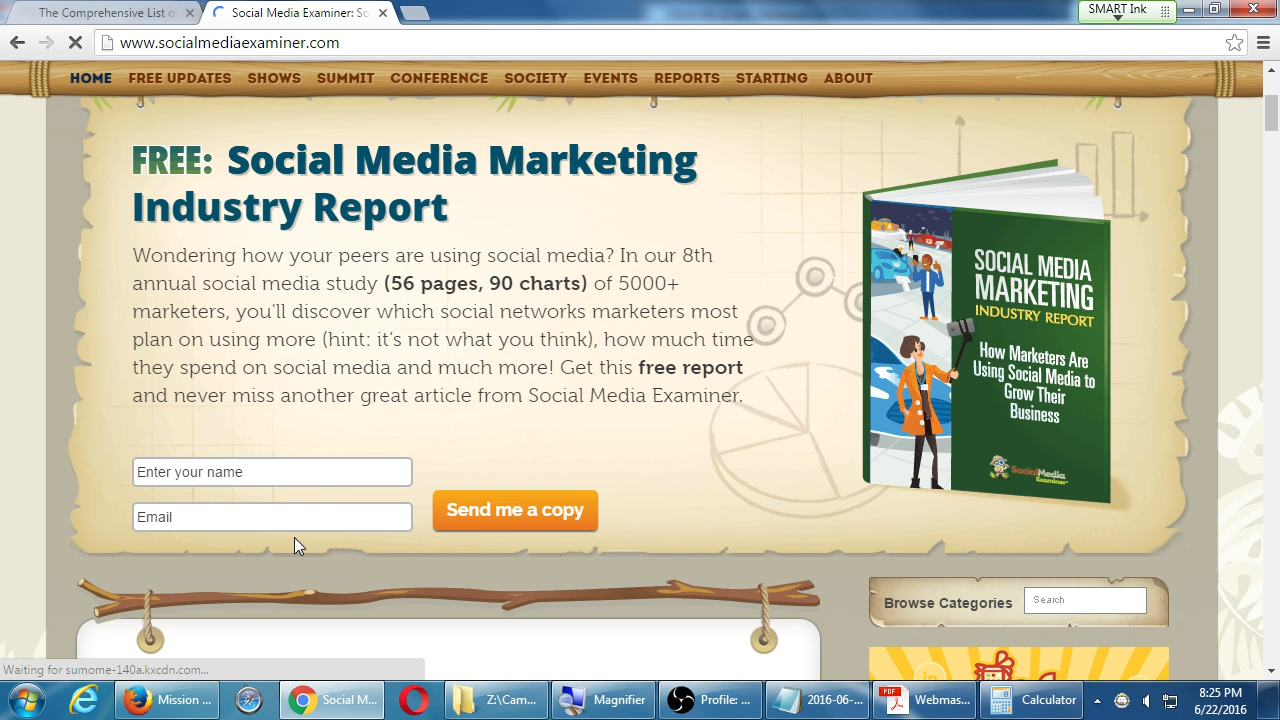 The Comprehensive List o
Social Media Examiner: So
SMART Ink
www.socialmediaexaminer.com
HOME FREE UPDATES SHOWS SUMMIT CONFERENCE SOCIETY EVENTS REPORTS STARTING ABOUT
FREE: Social Media Marketing
Industry Report
Wondering how your peers are using social media? In our 8th
annual social media study (56 pages, 90 charts) of 5000+
marketers, you'll discover which social networks marketers most
plan on using more (hint: it's not what you think), how much time
they spend on social media and much more! Get this free report
and never miss another great article from Social Media Examiner.
Enter your name
Email
Send me a copy
SOCIAL MEDIA
MARKETING
INDUSTRY REPORT
How Marketers Are
Using Social Media to
Grow Their
Business
SocialMedia
Examiner
Browse Categories
Search
in
Waiting for sumome-140a.kxcdn.com...
Mission ...
Social M...
Z:\Cam...
Magnifier
Profile: ...
2016-06-...
PDF
Webmas...
Calculator
8:25 PM
6/22/2016